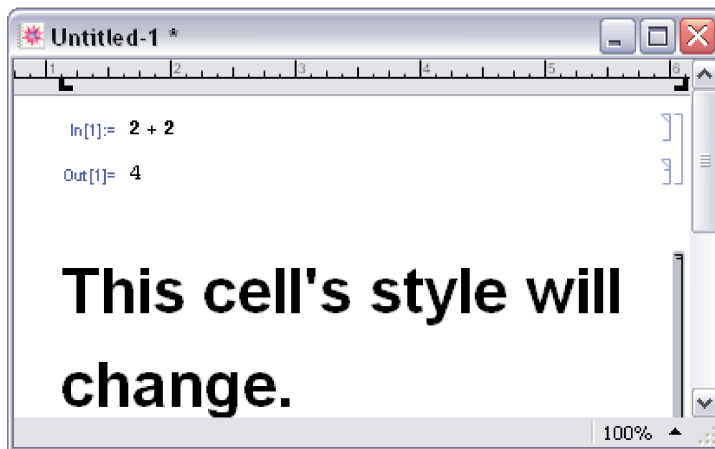 Untitled-1 *
1 2 3 4 5 6
In[1]:= 2 + 2
Out[1]= 4
This cell's style will
change.
100%